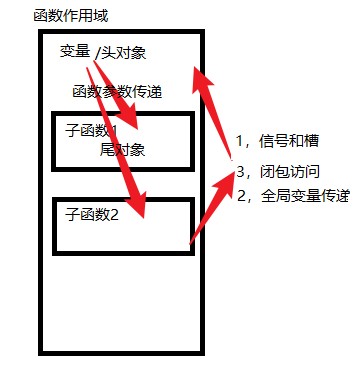 函数作用域
变量 /头对象
函数参数传递
子函数1
尾对象
1，信号和槽
3，闭包访问
2，全局变量传递
子函数2